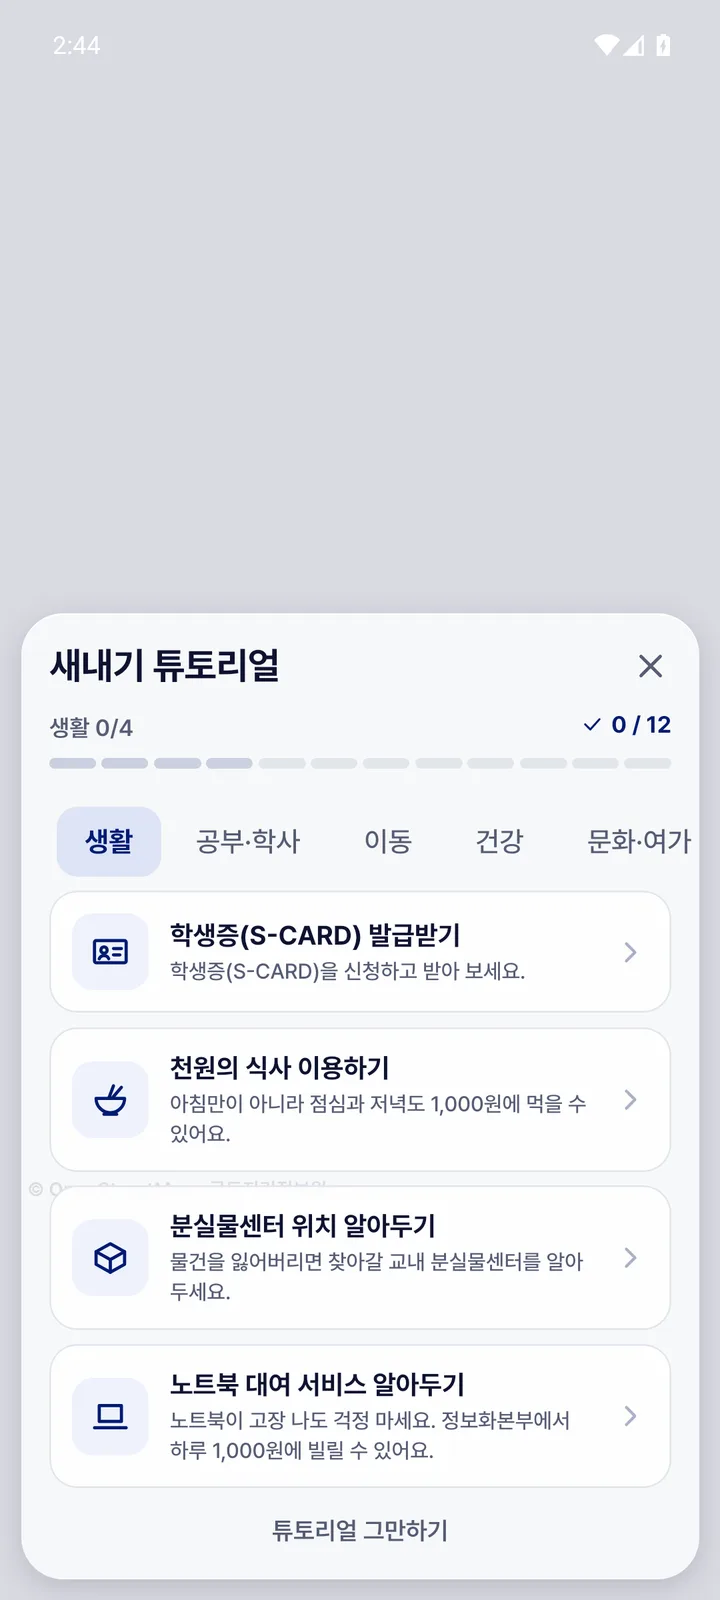 2:44
새내기 튜토리얼
생활 0/4
0 / 12
생활 공부·학사 이동 건강 문화·여가
학생증(S-CARD) 발급받기
학생증(S-CARD)을 신청하고 받아 보세요.
천원의 식사 이용하기
아침만이 아니라 점심과 저녁도 1,000원에 먹을 수
있어요.
©
분실물센터 위치 알아두기
물건을 잃어버리면 찾아갈 교내 분실물센터를 알아
두세요.
노트북 대여 서비스 알아두기
노트북이 고장 나도 걱정 마세요. 정보화본부에서
하루 1,000원에 빌릴 수 있어요.
튜토리얼 그만하기